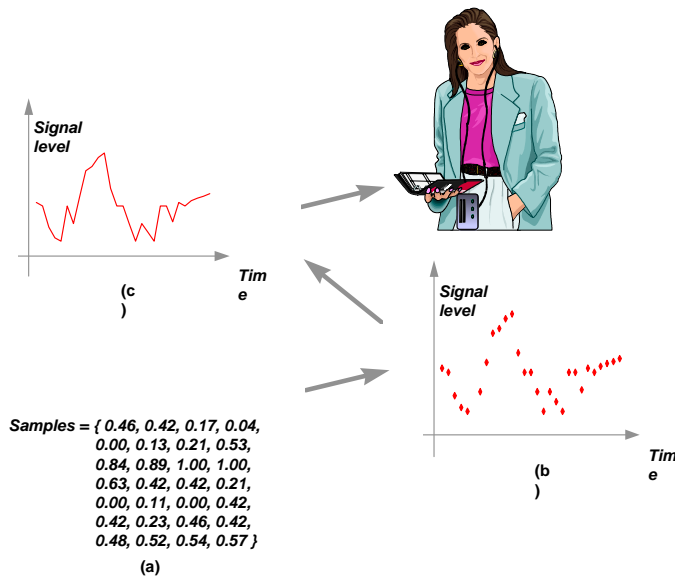 Signal
level
Tim
e
(c
)
Signal
level
Tim
e
(b
)
Samples = { 0.46, 0.42, 0.17, 0.04,
0.00, 0.13, 0.21, 0.53,
0.84, 0.89, 1.00, 1.00,
0.63, 0.42, 0.42, 0.21,
0.00, 0.11, 0.00, 0.42,
0.42, 0.23, 0.46, 0.42,
0.48, 0.52, 0.54, 0.57 }
(a)